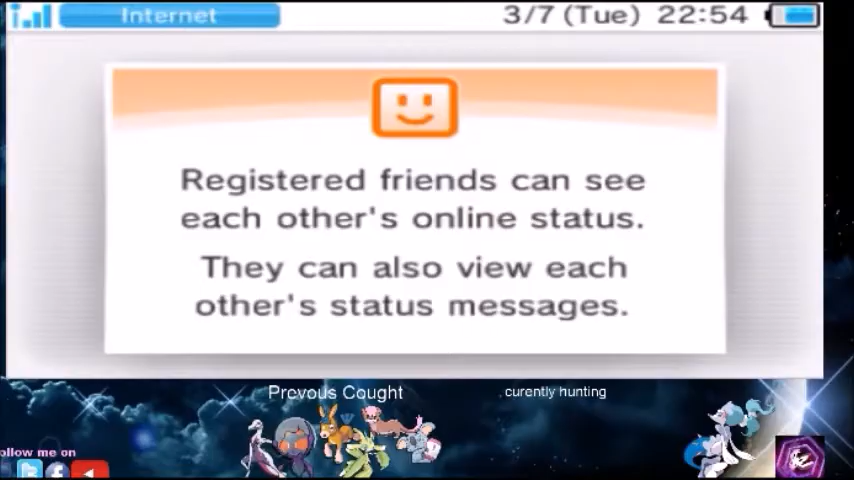 Internet 3/7 (Tue) 22:54
Registered friends can see
each other's online status.
They can also view each
other's status messages.
Prevous Cought curently hunting
ollow me on